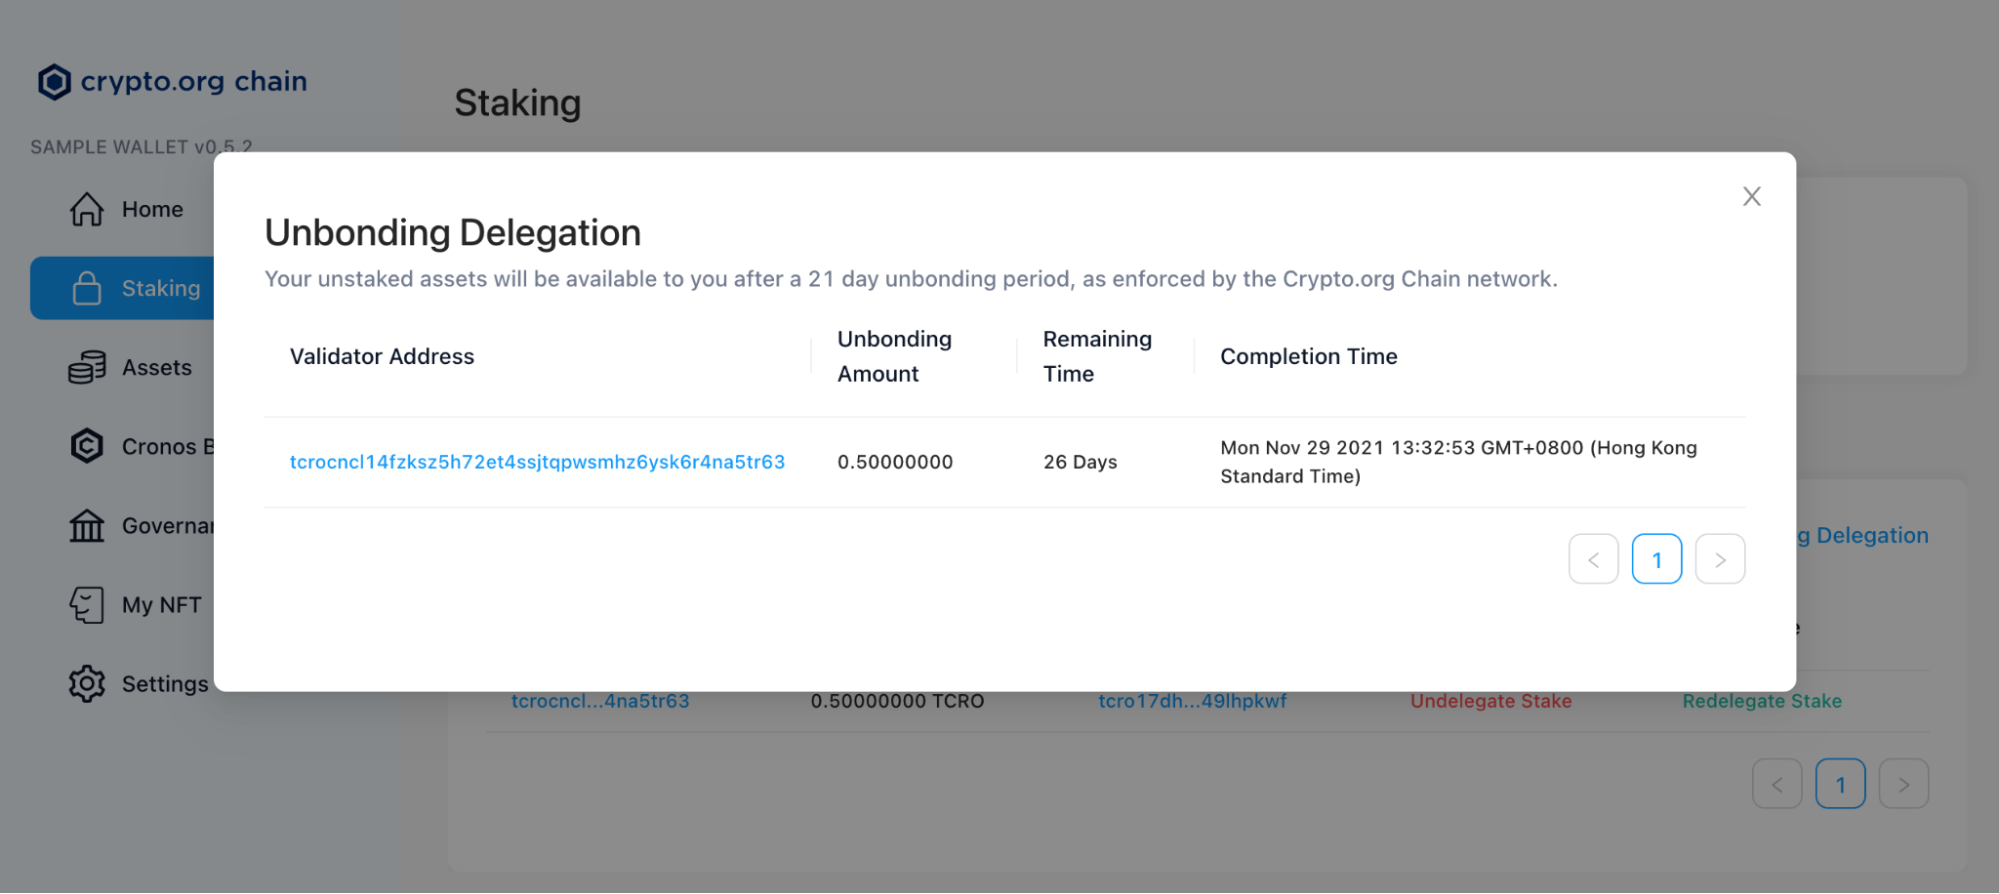 crypto.org chain
SAMPLE WALLET v0.5.2
Home
Staking
Assets
Cronos B
Governa
My NFT
Settings
Staking
Unbonding Delegation
Your unstaked assets will be available to you after a 21 day unbonding period, as enforced by the Crypto.org Chain network.
Validator Address
Unbonding
Amount
Remaining
Time
Completion Time
tcrocncl14fzksz5h72et4ssjtqpwsmhz6ysk6r4na5tr63
0.50000000
26 Days
Mon Nov 29 2021 13:32:53 GMT+0800 (Hong Kong
Standard Time)
< 1 >
g Delegation
e
tcrocncl...4na5tr63
0.50000000 TCRO
tcro17dh...49lhpkwf
Undelegate Stake
Redelegate Stake
< 1 >